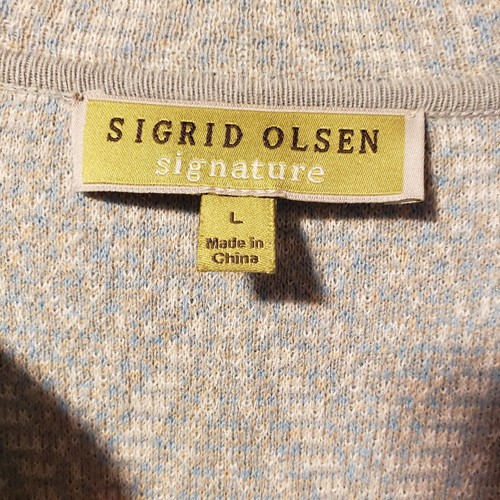 SIGRID OLSEN
signature
L
Made in
China